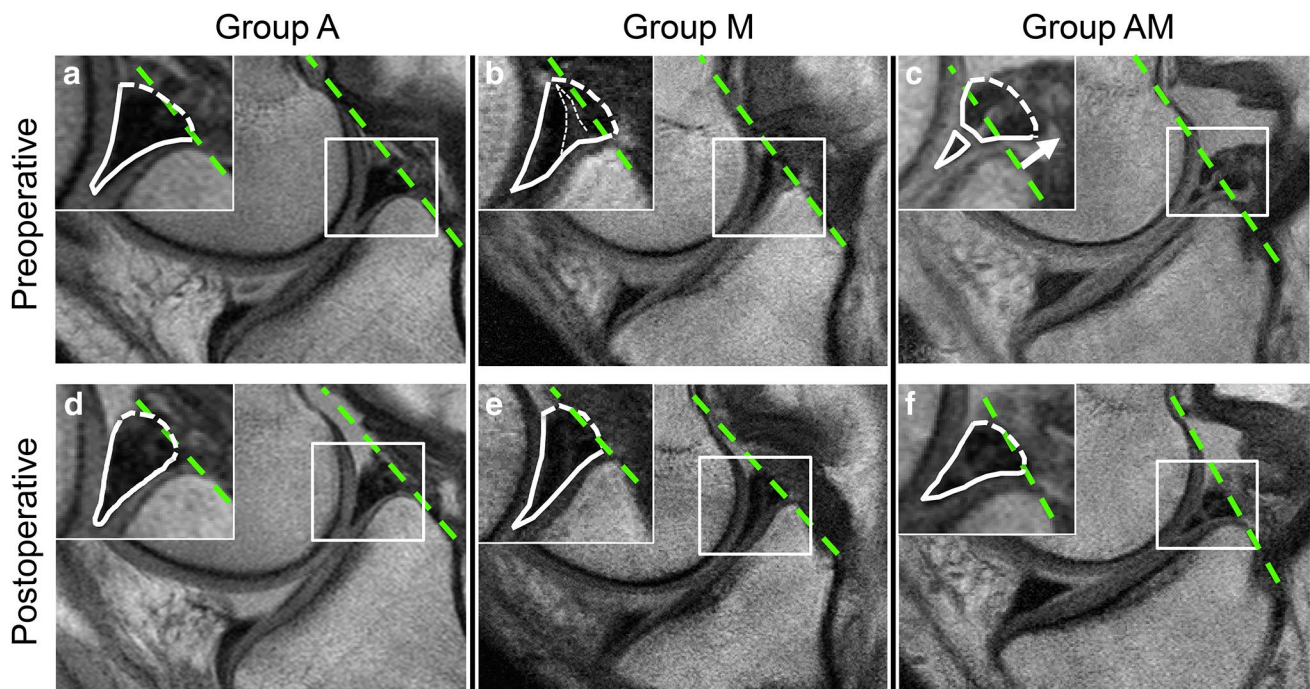 Group A
Group M
Group AM
Preoperative
a
b
c
Postoperative
d
e
f